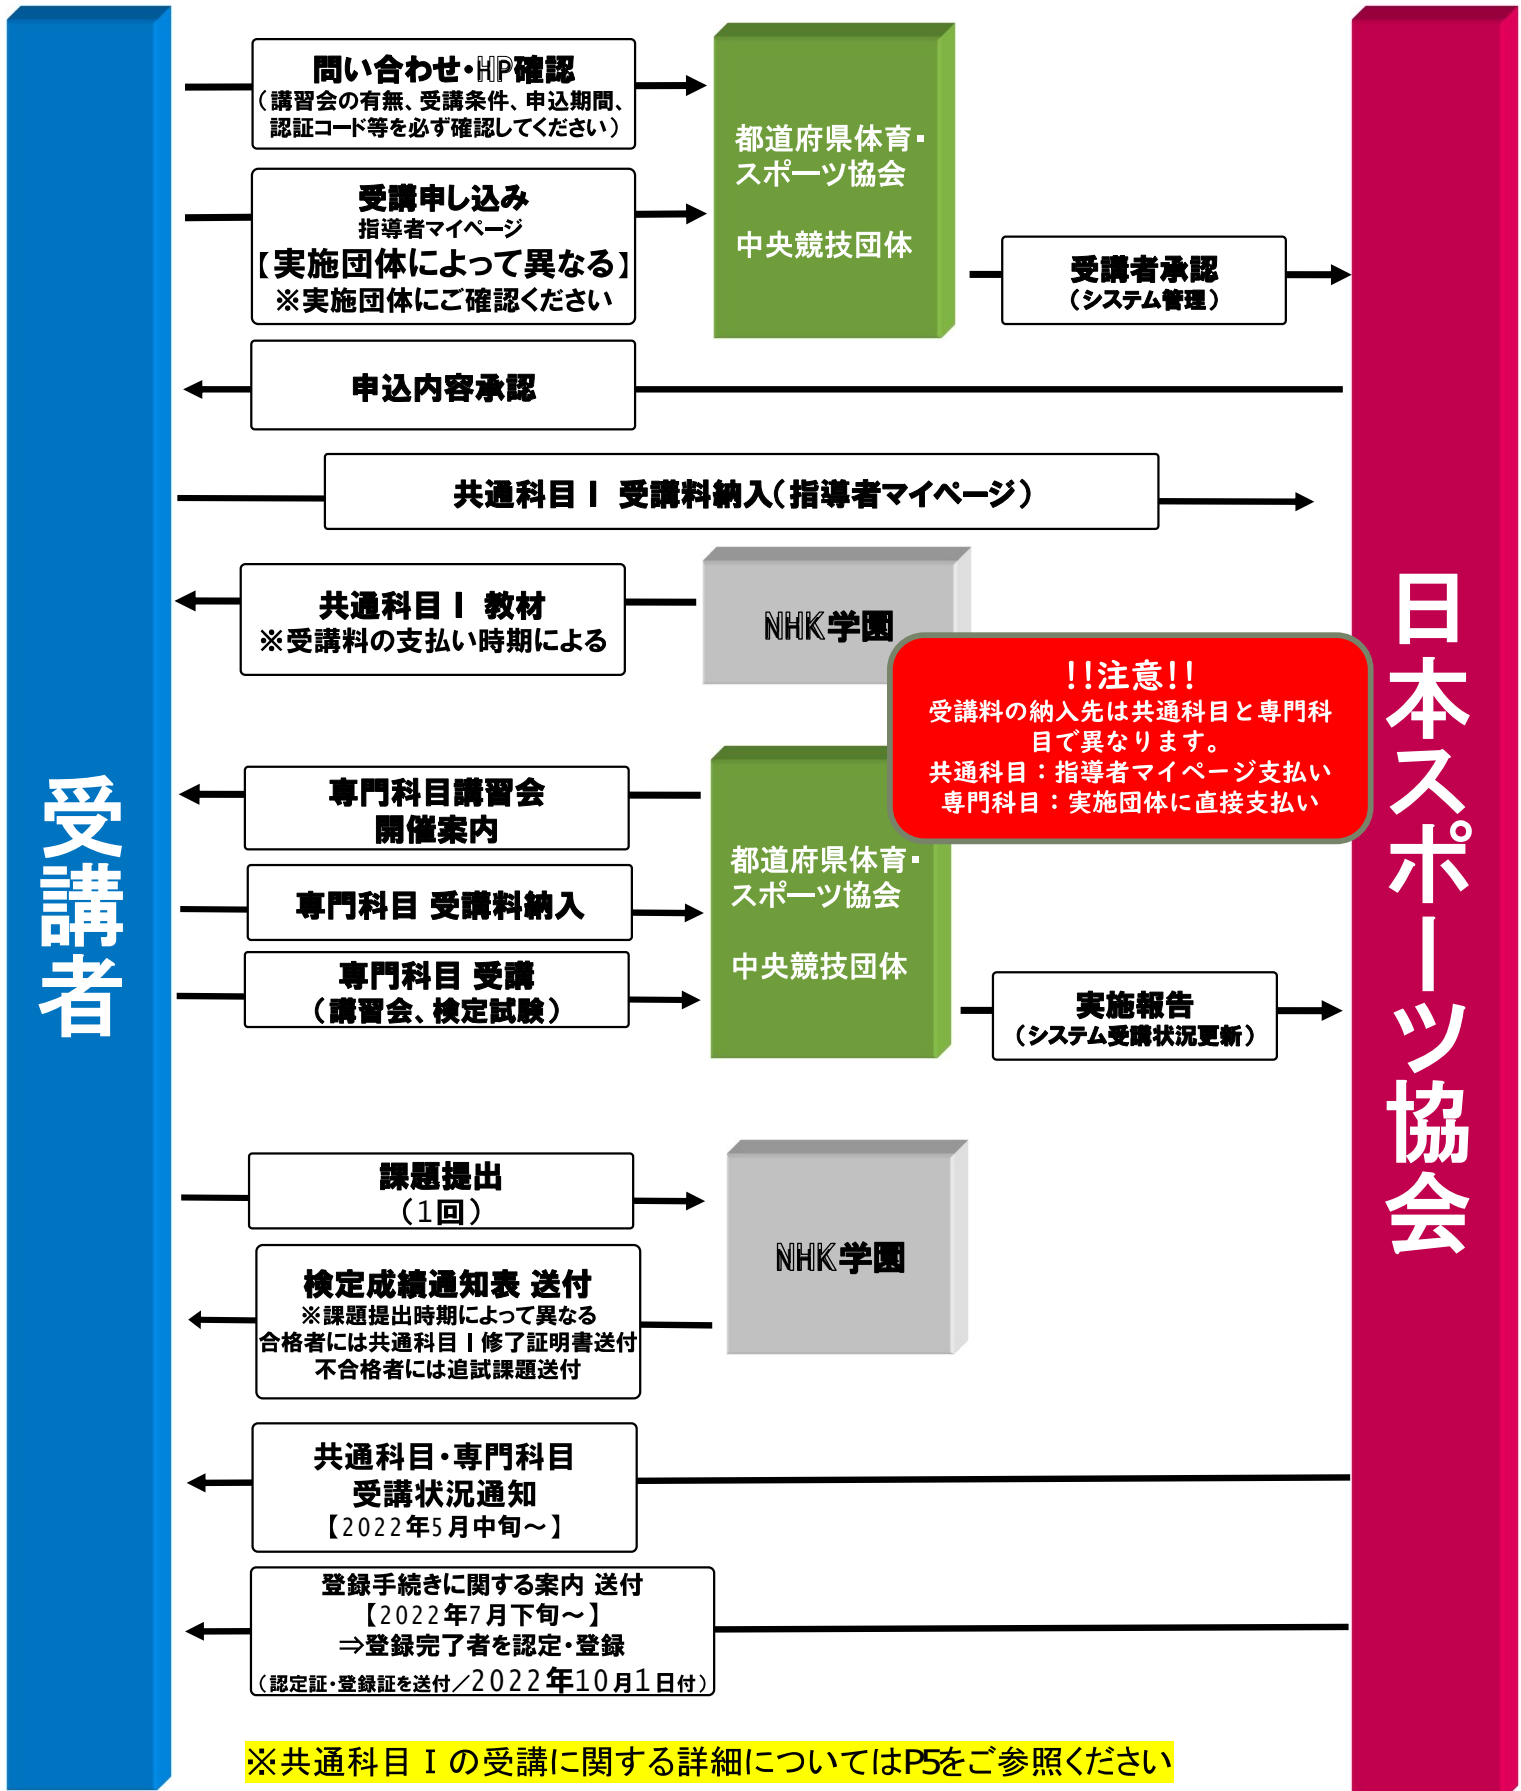 問い合わせ・HP確認
（講習会の有無、受講条件、申込期間、
認証コード等を必ず確認してください）
受講申し込み
指導者マイページ
【実施団体によって異なる】
※実施団体にご確認ください
都道府県体育・
スポーツ協会
中央競技団体
受講者承認
（システム管理）
申込内容承認
共通科目Ⅰ 受講料納入（指導者マイページ）
共通科目Ⅰ 教材
※受講料の支払い時期による
NHK学園
!!注意!!
受講料の納入先は共通科目と専門科
目で異なります。
共通科目：指導者マイページ支払い
専門科目：実施団体に直接支払い
専門科目講習会
開催案内
専門科目 受講料納入
専門科目 受講
（講習会、検定試験）
都道府県体育・
スポーツ協会
中央競技団体
実施報告
（システム受講状況更新）
受講者
日本スポーツ協会
課題提出
（1回）
NHK学園
検定成績通知表 送付
※課題提出時期によって異なる
合格者には共通科目Ⅰ修了証明書送付
不合格者には追試課題送付
共通科目・専門科目
受講状況通知
【2022年5月中旬～】
登録手続きに関する案内 送付
【2022年7月下旬～】
⇒登録完了者を認定・登録
（認定証・登録証を送付／2022年10月1日付）
※共通科目Ⅰの受講に関する詳細についてはP5をご参照ください